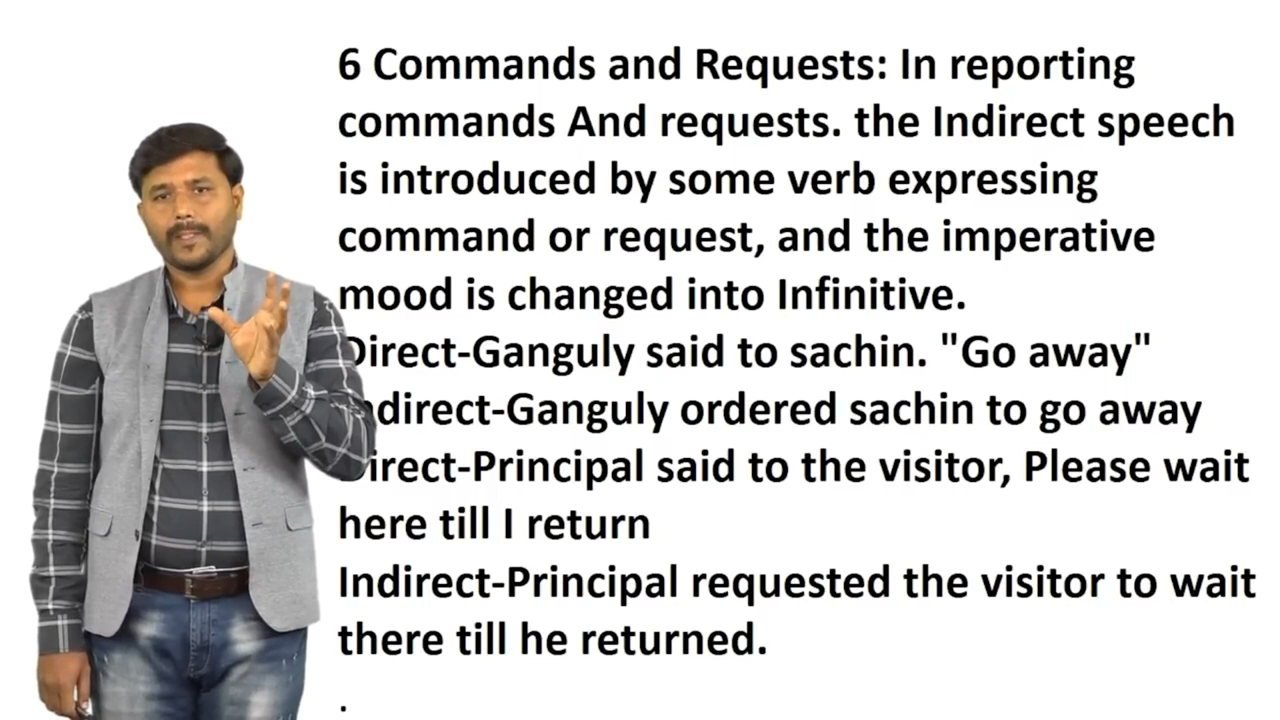 6 Commands and Requests: In reporting
commands And requests. the Indirect speech
is introduced by some verb expressing
command or request, and the imperative
mood is changed into Infinitive.
Direct-Ganguly said to sachin. "Go away"
Indirect-Ganguly ordered sachin to go away
Direct-Principal said to the visitor, Please wait
here till I return
Indirect-Principal requested the visitor to wait
there till he returned.
.